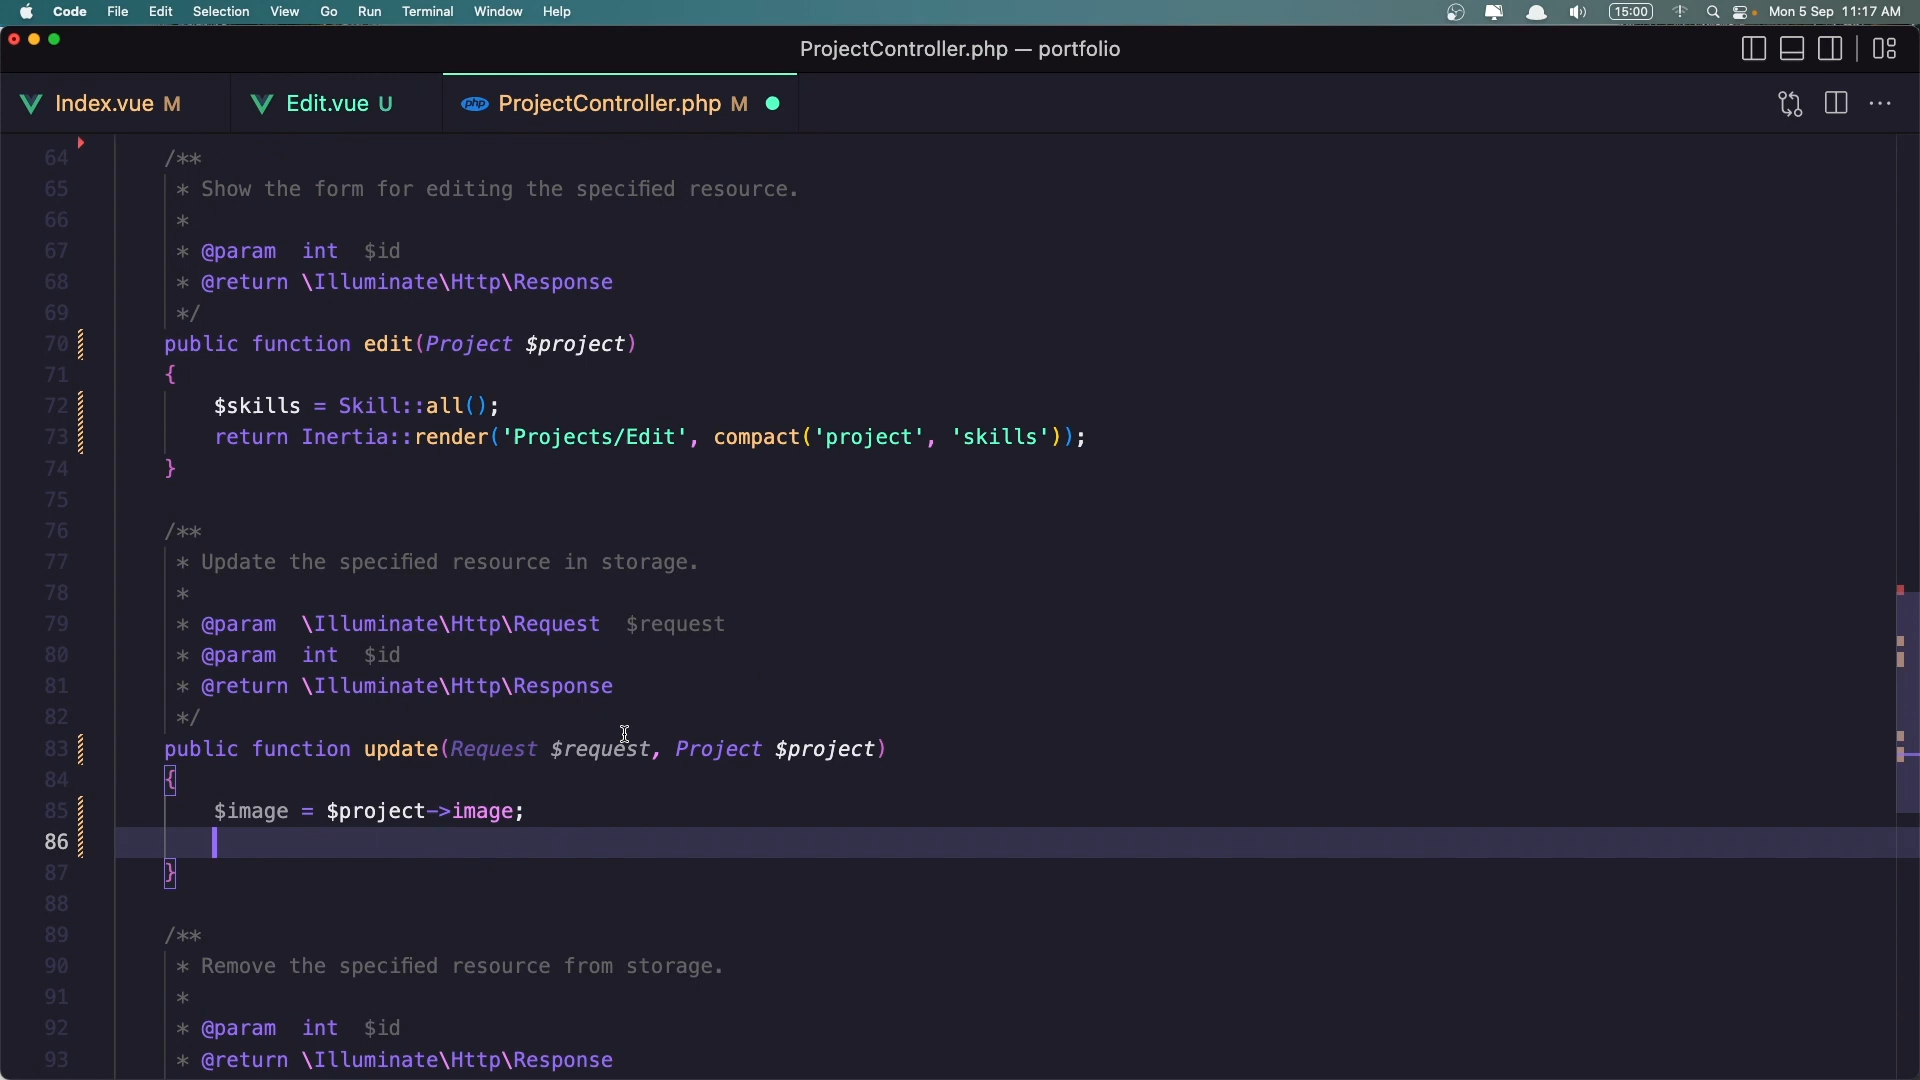 Code File Edit Selection View Go Run Terminal Window Help 15:00 Mon 5 Sep 11:17 AM
ProjectController.php — portfolio
Index.vue M Edit.vue U php ProjectController.php M
64 /**
65 * Show the form for editing the specified resource.
66 *
67 * @param int $id
68 * @return \Illuminate\Http\Response
69 */
70 public function edit(Project $project)
71 {
72 $skills = Skill::all();
73 return Inertia::render('Projects/Edit', compact('project', 'skills'));
74 }
75
76 /**
77 * Update the specified resource in storage.
78 *
79 * @param \Illuminate\Http\Request $request
80 * @param int $id
81 * @return \Illuminate\Http\Response
82 */
83 public function update(Request $request, Project $project)
84 {
85 $image = $project->image;
86
87 }
88
89 /**
90 * Remove the specified resource from storage.
91 *
92 * @param int $id
93 * @return \Illuminate\Http\Response